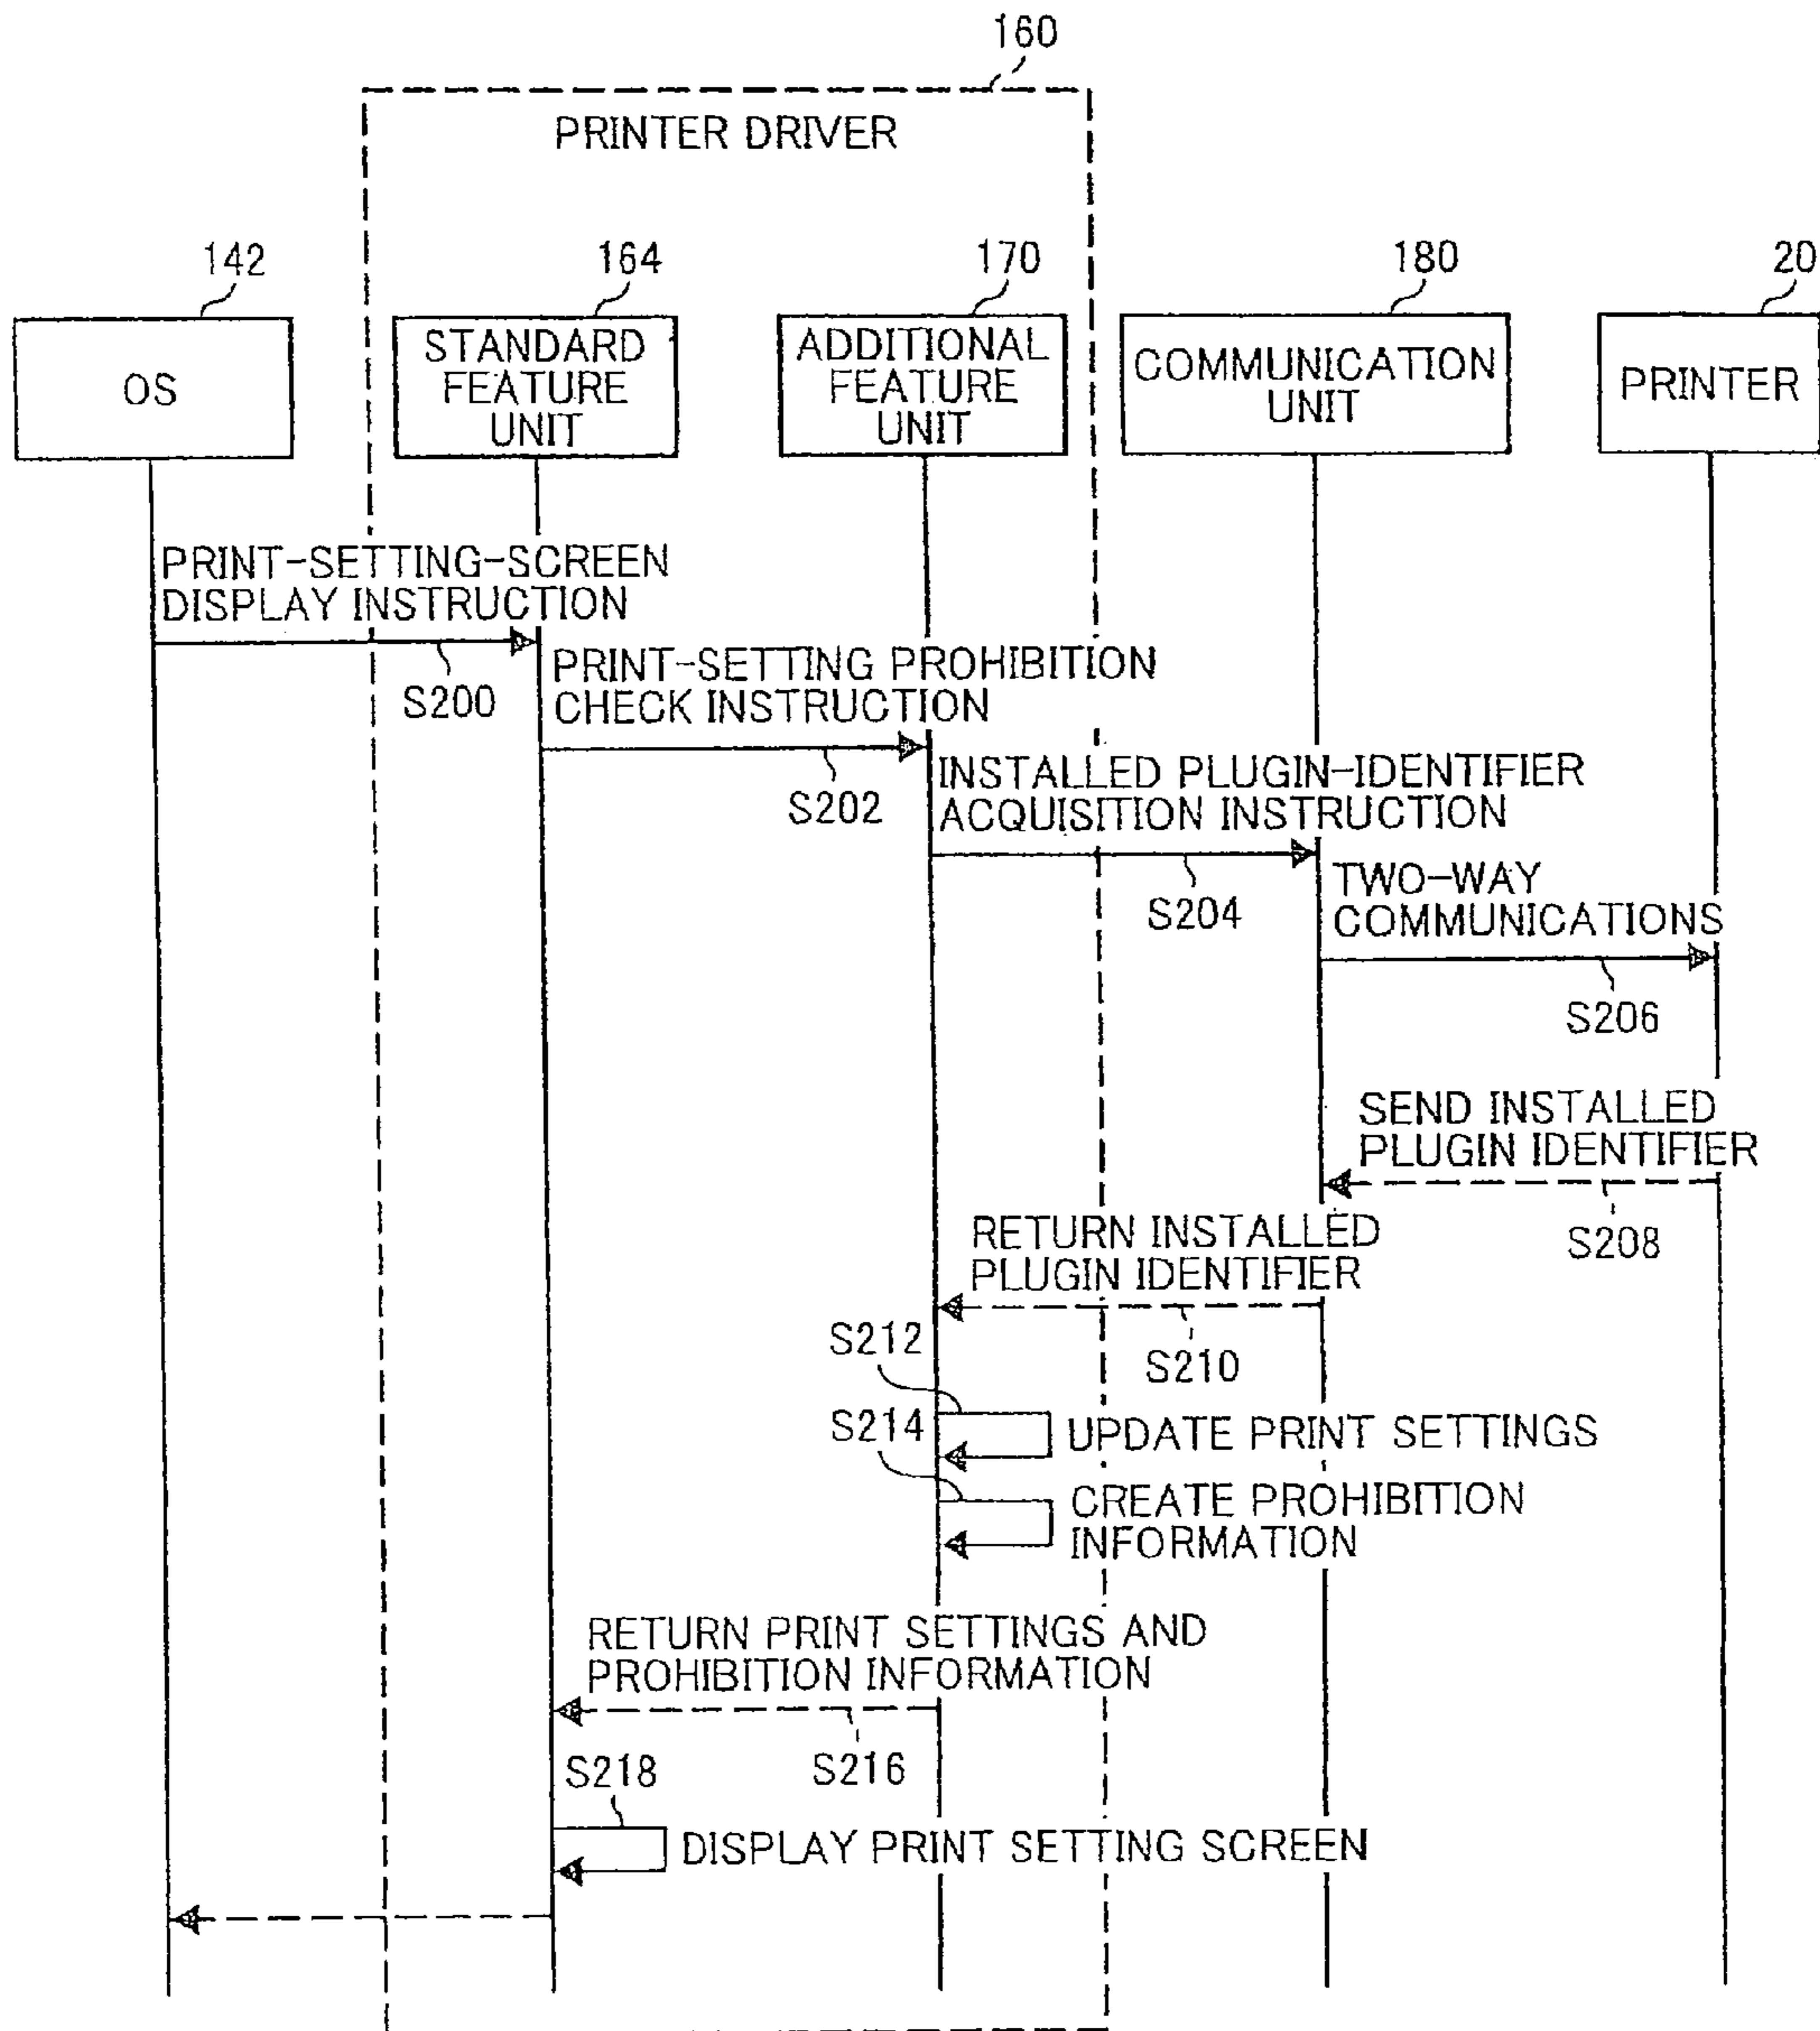 160
PRINTER DRIVER
142
164
170
180
20
OS
STANDARD
FEATURE
UNIT
ADDITIONAL
FEATURE
UNIT
COMMUNICATION
UNIT
PRINTER
PRINT-SETTING-SCREEN
DISPLAY INSTRUCTION
S200
PRINT-SETTING PROHIBITION
CHECK INSTRUCTION
S202
INSTALLED PLUGIN-IDENTIFIER
ACQUISITION INSTRUCTION
S204
TWO-WAY
COMMUNICATIONS
S206
SEND INSTALLED
PLUGIN IDENTIFIER
S208
RETURN INSTALLED
PLUGIN IDENTIFIER
S210
S212
UPDATE PRINT SETTINGS
S214
CREATE PROHIBITION
INFORMATION
RETURN PRINT SETTINGS AND
PROHIBITION INFORMATION
S216
S218
DISPLAY PRINT SETTING SCREEN